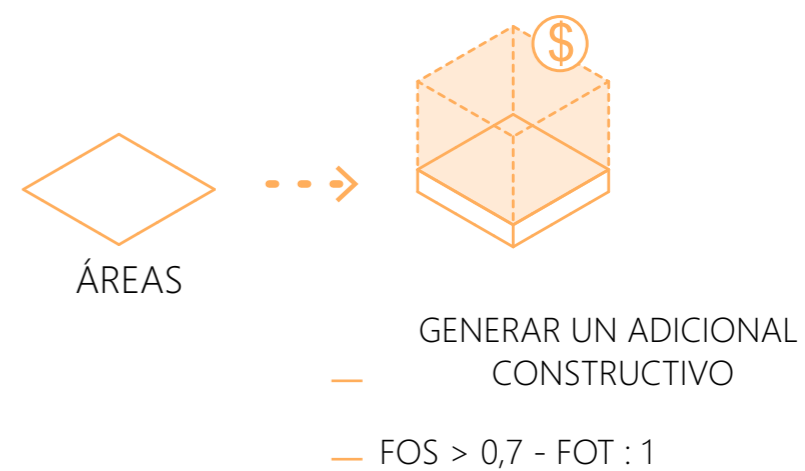 $
ÁREAS
GENERAR UN ADICIONAL
CONSTRUCTIVO
FOS > 0,7 - FOT : 1